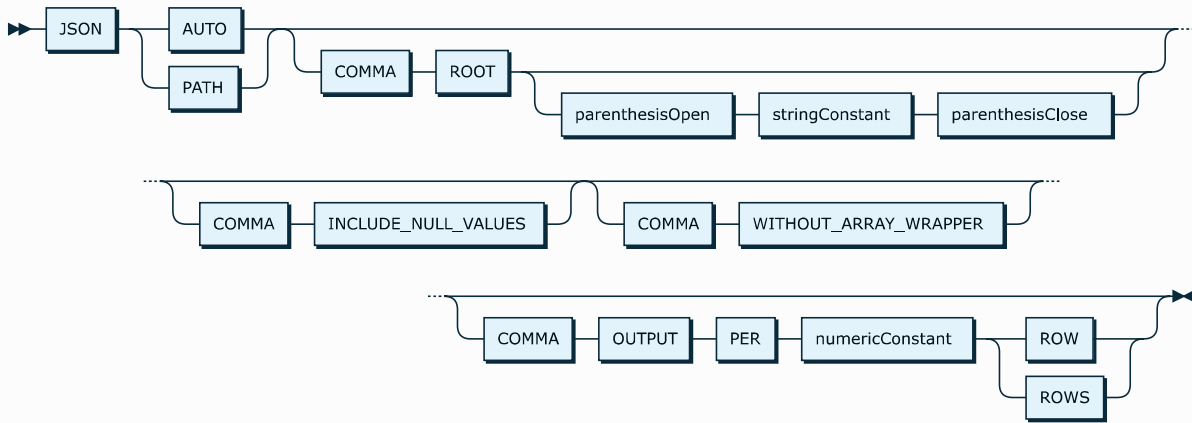 JSON AUTO
PATH
COMMA ROOT
parenthesisOpen stringConstant parenthesisClose
COMMA INCLUDE_NULL_VALUES COMMA WITHOUT_ARRAY_WRAPPER
COMMA OUTPUT PER numericConstant ROW
ROWS